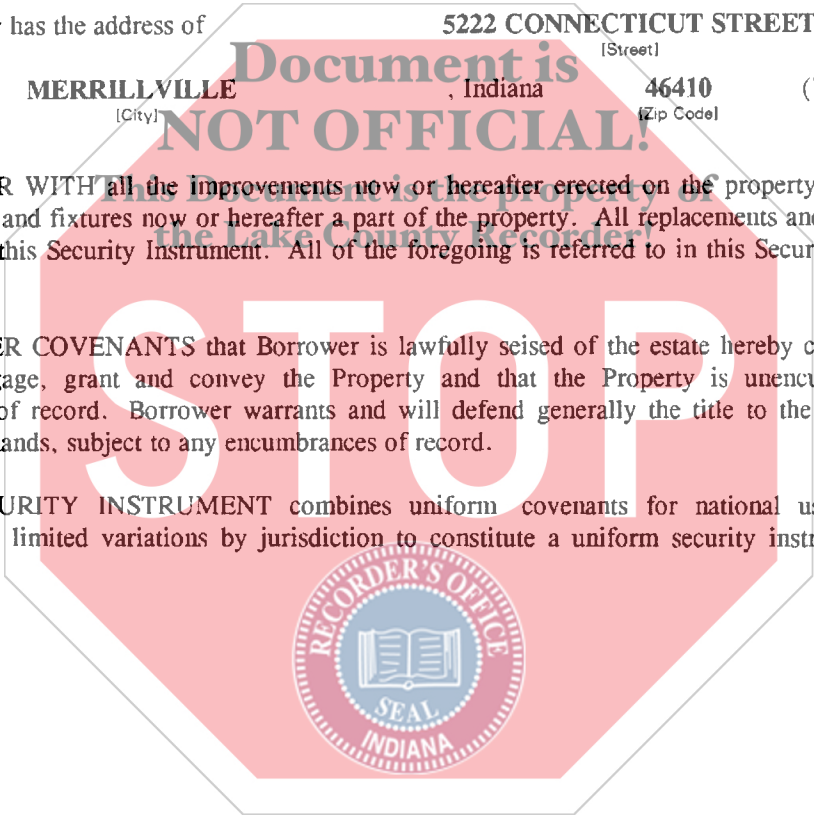 has the address of 5222 CONNECTICUT STREET
[Street]
MERRILLVILLE , Indiana 46410 (
[City] [Zip Code]
Document is
NOT OFFICIAL!
This Document is the property of
the Lake County Recorder!
R WITH all the improvements now or hereafter erected on the property
and fixtures now or hereafter a part of the property. All replacements and
this Security Instrument. All of the foregoing is referred to in this Secur
STOP
ER COVENANTS that Borrower is lawfully seised of the estate hereby c
age, grant and convey the Property and that the Property is unencu
of record. Borrower warrants and will defend generally the title to the
ands, subject to any encumbrances of record.
URITY INSTRUMENT combines uniform covenants for national us
limited variations by jurisdiction to constitute a uniform security instr
RECORDER'S OFFICE
SEAL
INDIANA